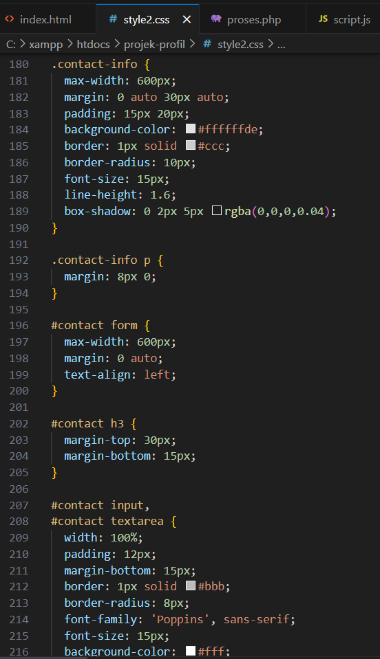 index.html style2.css proses.php JS script.js
C: > xampp > htdocs > projek-profil > # style2.css > ...
180 .contact-info {
181 max-width: 600px;
182 margin: 0 auto 30px auto;
183 padding: 15px 20px;
184 background-color: #ffffffde;
185 border: 1px solid #ccc;
186 border-radius: 10px;
187 font-size: 15px;
188 line-height: 1.6;
189 box-shadow: 0 2px 5px rgba(0,0,0,0.04);
190 }
191
192 .contact-info p {
193 margin: 8px 0;
194 }
195
196 #contact form {
197 max-width: 600px;
198 margin: 0 auto;
199 text-align: left;
200 }
201
202 #contact h3 {
203 margin-top: 30px;
204 margin-bottom: 15px;
205 }
206
207 #contact input,
208 #contact textarea {
209 width: 100%;
210 padding: 12px;
211 margin-bottom: 15px;
212 border: 1px solid #bbb;
213 border-radius: 8px;
214 font-family: 'Poppins', sans-serif;
215 font-size: 15px;
216 background-color: #fff;